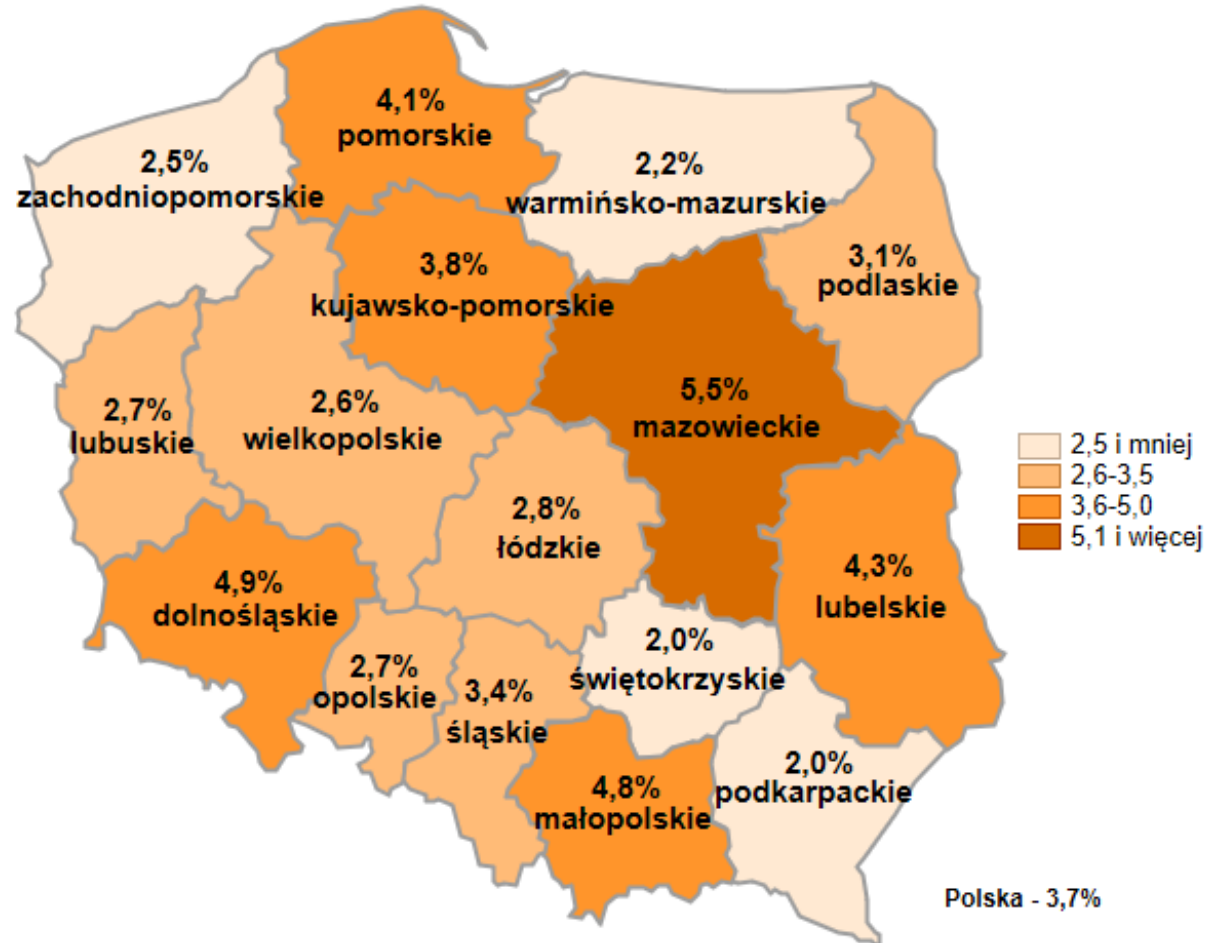 4,1%
pomorskie
2,5%
zachodniopomorskie
2,2%
warmińsko-mazurskie
3,8%
kujawsko-pomorskie
3,1%
podlaskie
2,7%
lubuskie
2,6%
wielkopolskie
5,5%
mazowieckie
2,8%
łódzkie
4,9%
dolnośląskie
4,3%
lubelskie
2,7%
opolskie
3,4%
śląskie
2,0%
świętokrzyskie
4,8%
małopolskie
2,0%
podkarpackie
2,5 i mniej
2,6-3,5
3,6-5,0
5,1 i więcej
Polska - 3,7%